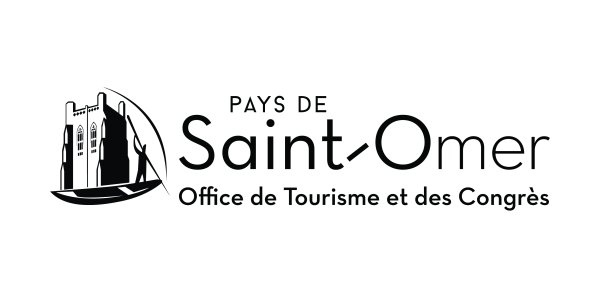 PAYS DE
Saint-Omer
Office de Tourisme et des Congrès